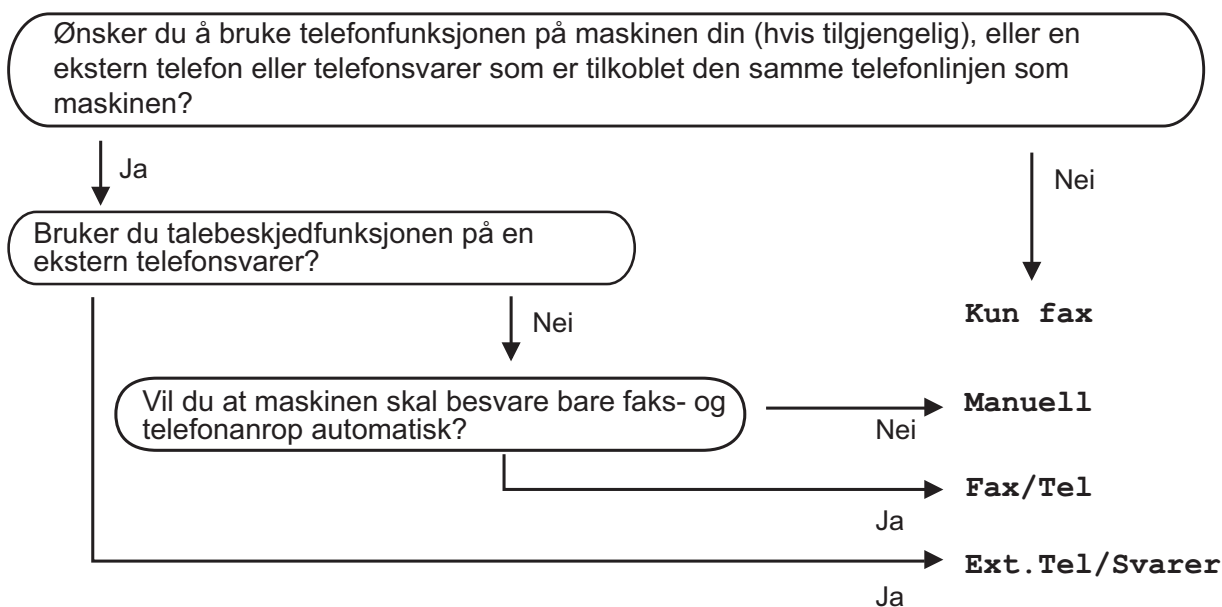 Ønsker du å bruke telefonfunksjonen på maskinen din (hvis tilgjengelig), eller en
ekstern telefon eller telefonsvarer som er tilkoblet den samme telefonlinjen som
maskinen?
Ja
Nei
Bruker du talebeskjedfunksjonen på en
ekstern telefonsvarer?
Nei
Kun fax
Vil du at maskinen skal besvare bare faks- og
telefonanrop automatisk?
Nei
Manuell
Ja
Fax/Tel
Ja
Ext.Tel/Svarer